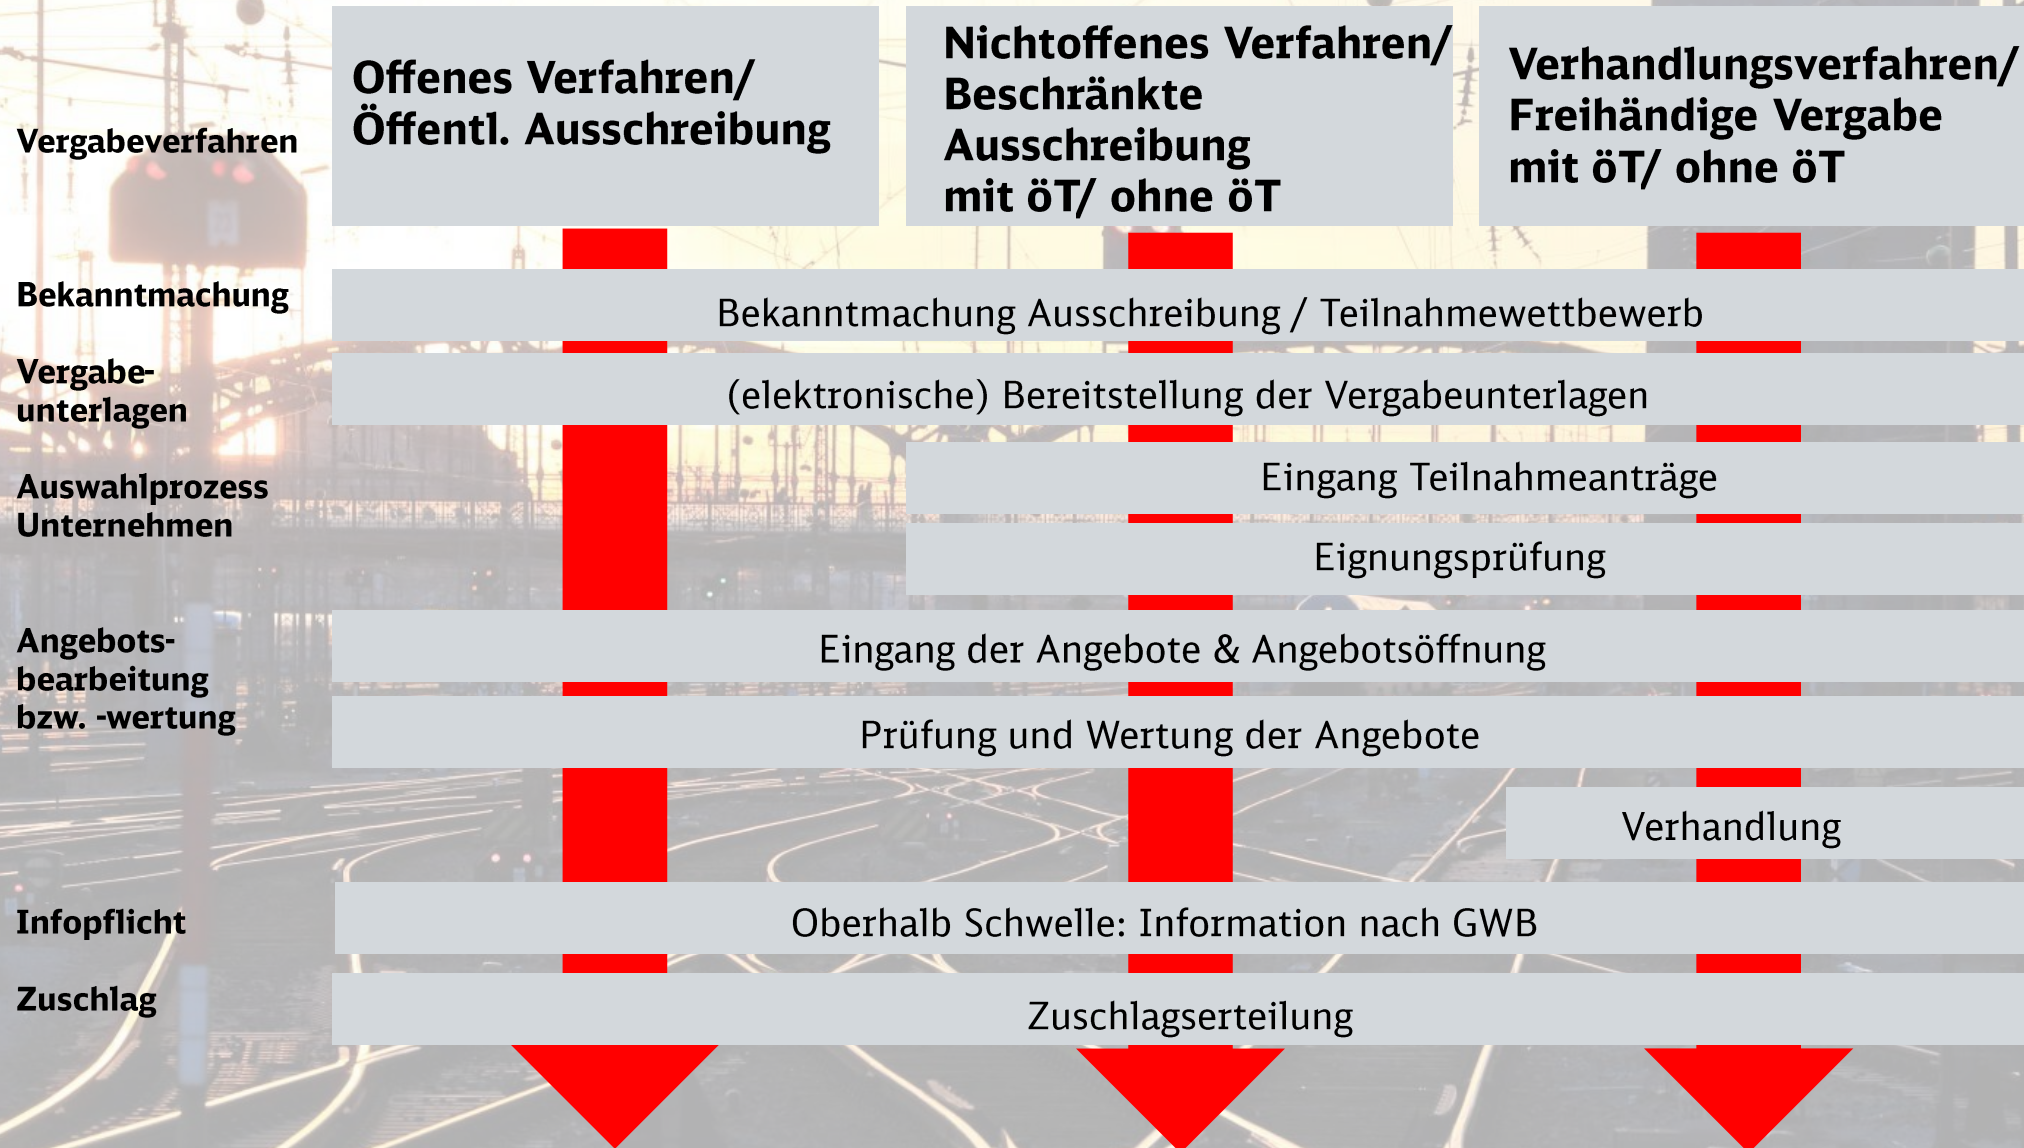 Vergabeverfahren
Offenes Verfahren/
Öffentl. Ausschreibung
Nichtoffenes Verfahren/
Beschränkte
Ausschreibung
mit öT/ ohne öT
Verhandlungsverfahren/
Freihändige Vergabe
mit öT/ ohne öT
Bekanntmachung
Bekanntmachung Ausschreibung / Teilnahmewettbewerb
Vergabe-
unterlagen
(elektronische) Bereitstellung der Vergabeunterlagen
Auswahlprozess
Unternehmen
Eingang Teilnahmeanträge
Eignungsprüfung
Angebots-
bearbeitung
bzw. -wertung
Eingang der Angebote & Angebotsöffnung
Prüfung und Wertung der Angebote
Verhandlung
Infopflicht
Oberhalb Schwelle: Information nach GWB
Zuschlag
Zuschlagserteilung